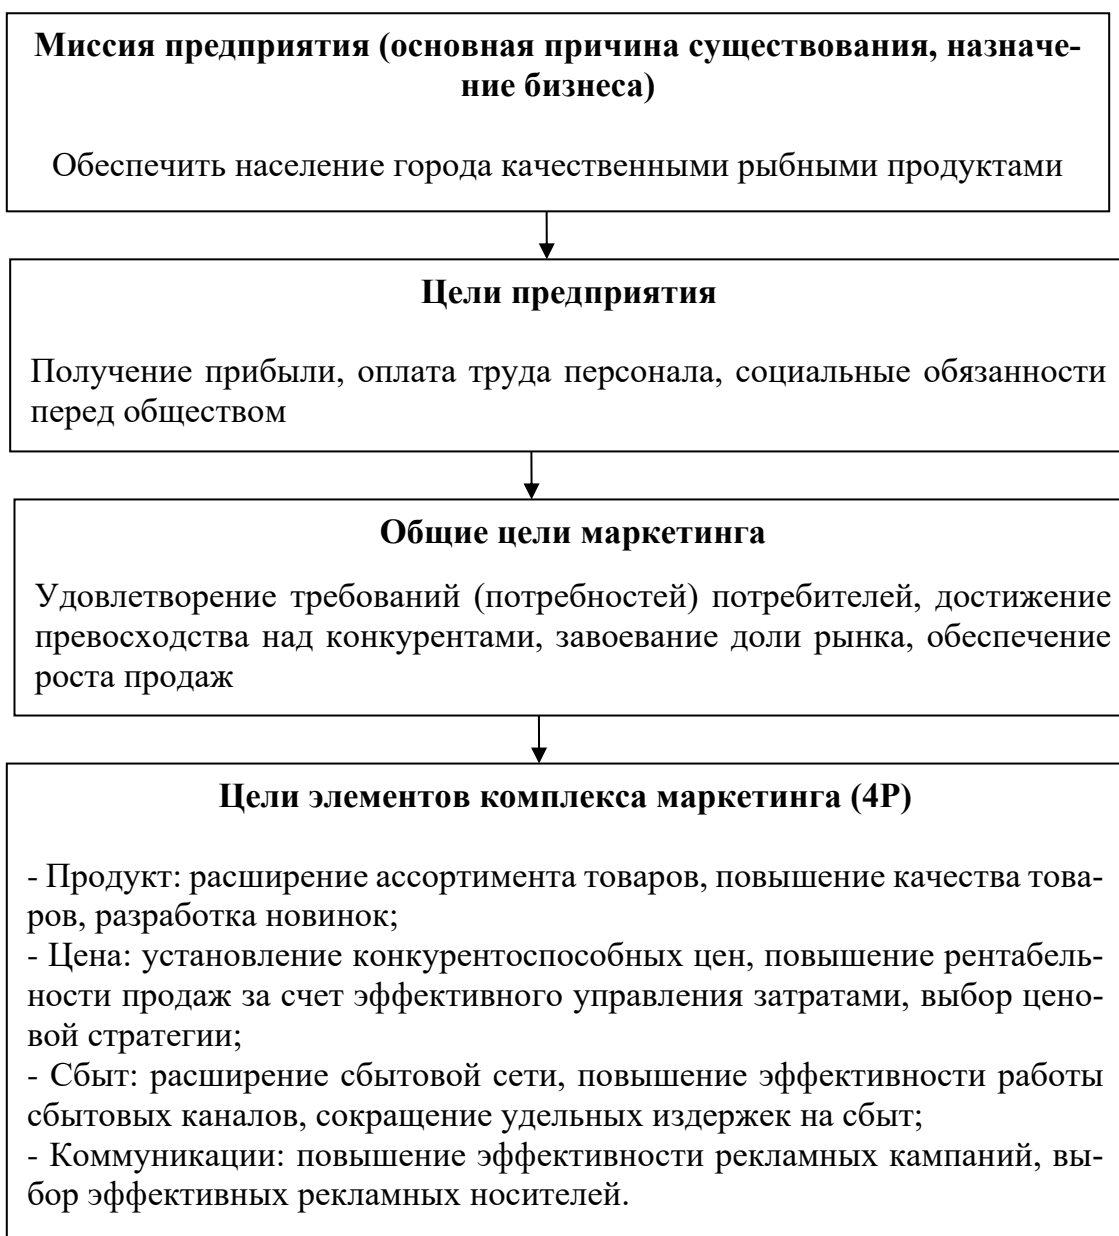 Миссия предприятия (основная причина существования, назначе-
ние бизнеса)
Обеспечить население города качественными рыбными продуктами
Цели предприятия
Получение прибыли, оплата труда персонала, социальные обязанности
перед обществом
Общие цели маркетинга
Удовлетворение требований (потребностей) потребителей, достижение
превосходства над конкурентами, завоевание доли рынка, обеспечение
роста продаж
Цели элементов комплекса маркетинга (4Р)
- Продукт: расширение ассортимента товаров, повышение качества това-
ров, разработка новинок;
- Цена: установление конкурентоспособных цен, повышение рентабель-
ности продаж за счет эффективного управления затратами, выбор цено-
вой стратегии;
- Сбыт: расширение сбытовой сети, повышение эффективности работы
сбытовых каналов, сокращение удельных издержек на сбыт;
- Коммуникации: повышение эффективности рекламных кампаний, вы-
бор эффективных рекламных носителей.